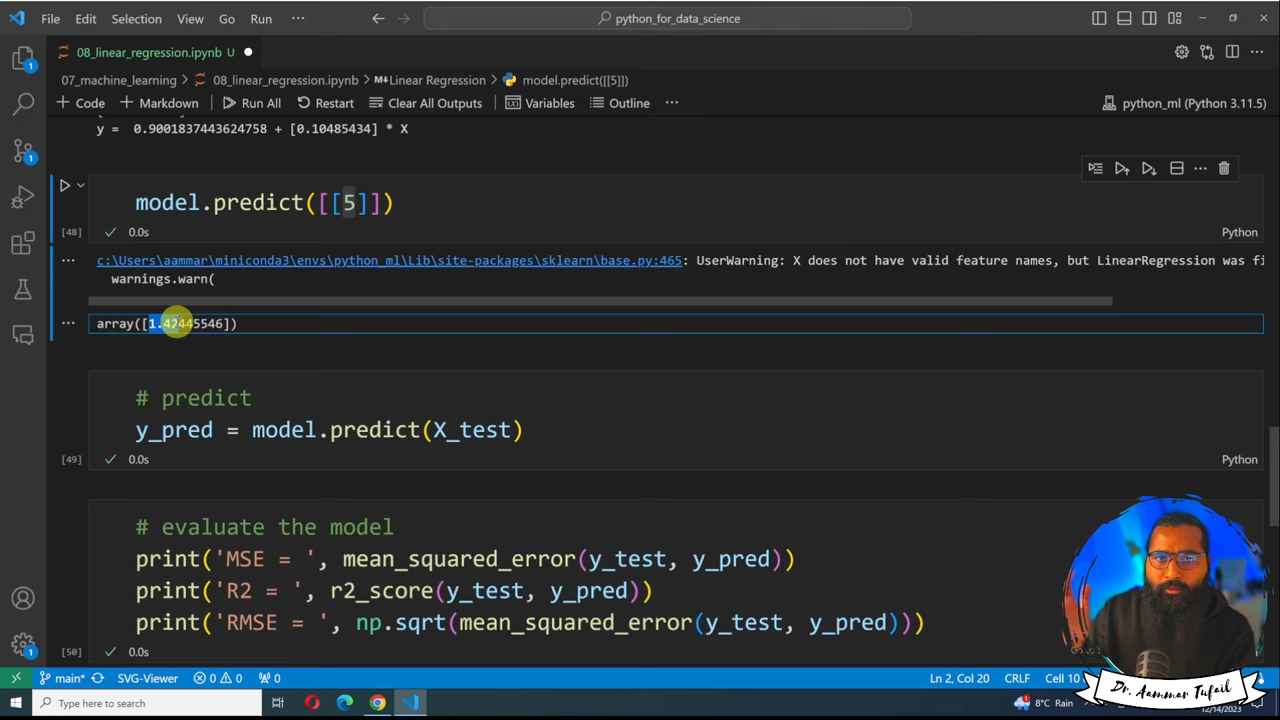 File Edit Selection View Go Run ··· python_for_data_science
08_linear_regression.ipynb U
07_machine_learning > 08_linear_regression.ipynb > M↓Linear Regression > model.predict([[5]])
+ Code + Markdown Run All Restart Clear All Outputs Variables Outline ··· python_ml (Python 3.11.5)
y = 0.9001837443624758 + [0.10485434] * X
model.predict([[5]])
[48] 0.0s Python
c:\Users\aammar\miniconda3\envs\python_ml\Lib\site-packages\sklearn\base.py:465: UserWarning: X does not have valid feature names, but LinearRegression was fi
warnings.warn(
array([1.42445546])
# predict
y_pred = model.predict(X_test)
[49] 0.0s Python
# evaluate the model
print('MSE = ', mean_squared_error(y_test, y_pred))
print('R2 = ', r2_score(y_test, y_pred))
print('RMSE = ', np.sqrt(mean_squared_error(y_test, y_pred)))
[50] 0.0s
main* SVG-Viewer 0 0 0 Ln 2, Col 20 CRLF Cell 10
Dr. Aammar Tufail
Type here to search 8°C Rain 12/14/2023